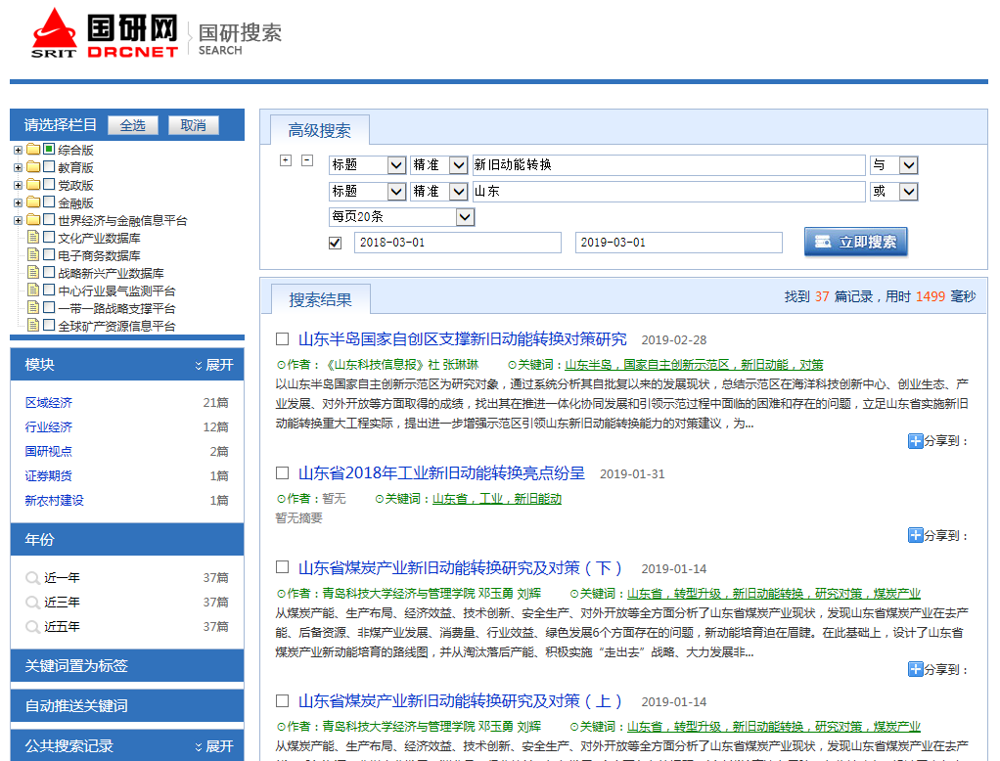 国研网 国研搜索
SRIT DRCNET SEARCH
请选择栏目 全选 取消
综合版
教育版
党政版
金融版
世界经济与金融信息平台
文化产业数据库
电子商务数据库
战略新兴产业数据库
中心行业景气监测平台
一带一路战略支撑平台
全球矿产资源信息平台
模块 展开
区域经济 21篇
行业经济 12篇
国研视点 2篇
证券期货 1篇
新农村建设 1篇
年份
近一年 37篇
近三年 37篇
近五年 37篇
关键词置为标签
自动推送关键词
公共搜索记录 展开
高级搜索
标题 精准 新旧动能转换 与
标题 精准 山东 或
每页20条
2018-03-01 2019-03-01 立即搜索
搜索结果 找到 37 篇记录，用时 1499 毫秒
山东半岛国家自创区支撑新旧动能转换对策研究 2019-02-28
作者：《山东科技信息报》社 张琳琳 关键词：山东半岛，国家自主创新示范区，新旧动能，对策
以山东半岛国家自主创新示范区为研究对象，通过系统分析其自批复以来的发展现状，总结示范区在海洋科技创新中心、创业生态、产
业发展、对外开放等方面取得的成绩，找出其在推进一体化协同发展和引领示范过程中面临的困难和存在的问题，立足山东省实施新旧
动能转换重大工程实际，提出进一步增强示范区引领山东新旧动能转换能力的对策建议，为...
分享到：
山东省2018年工业新旧动能转换亮点纷呈 2019-01-31
作者：暂无 关键词：山东省，工业，新旧能动
暂无摘要
分享到：
山东省煤炭产业新旧动能转换研究及对策（下） 2019-01-14
作者：青岛科技大学经济与管理学院 邓玉勇 刘辉 关键词：山东省，转型升级，新旧动能转换，研究对策，煤炭产业
从煤炭产能、生产布局、经济效益、技术创新、安全生产、对外开放等全方面分析了山东省煤炭产业现状，发现山东省煤炭产业在去产
能、后备资源、非煤产业发展、消费量、行业效益、绿色发展6个方面存在的问题，新动能培育迫在眉睫。在此基础上，设计了山东省
煤炭产业新动能培育的路线图，并从淘汰落后产能、积极实施“走出去”战略、大力发展非...
分享到：
山东省煤炭产业新旧动能转换研究及对策（上） 2019-01-14
作者：青岛科技大学经济与管理学院 邓玉勇 刘辉 关键词：山东省，转型升级，新旧动能转换，研究对策，煤炭产业
从煤炭产能、生产布局、经济效益、技术创新、安全生产、对外开放等全方面分析了山东省煤炭产业现状，发现山东省煤炭产业在去产